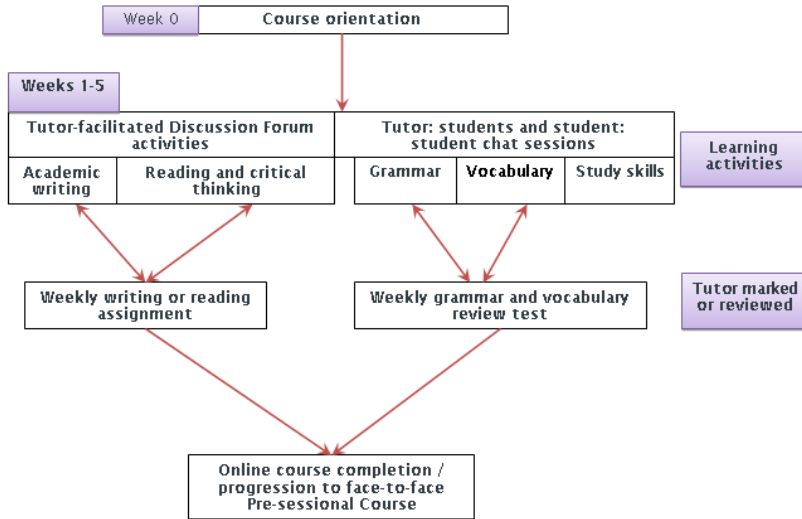 Week 0
Course orientation
Weeks 1-5
Tutor-facilitated Discussion Forum
activities
Tutor: students and student:
student chat sessions
Learning
activities
Academic
writing
Reading and critical
thinking
Grammar
Vocabulary
Study skills
Weekly writing or reading
assignment
Weekly grammar and vocabulary
review test
Tutor marked
or reviewed
Online course completion /
progression to face-to-face
Pre-sessional Course